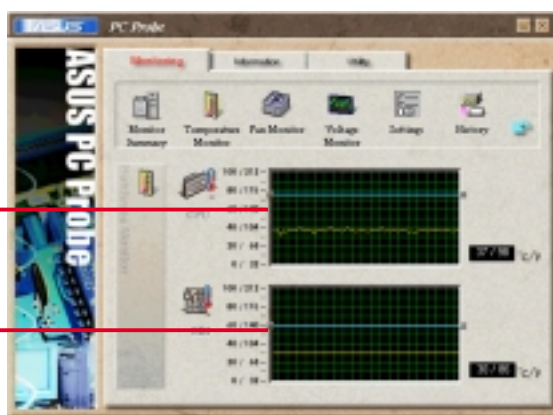 ASUS PC Probe
Monitoring Information Utility
Monitor Summary
Temperature Monitor
Fan Monitor
Voltage Monitor
Settings
History
ASUS PC Probe
CPU
100 / 212
80 / 176
40 / 104
20 / 68
0 / 32
°C/F
100 / 212
80 / 176
60 / 140
40 / 104
20 / 68
0 / 32
°C/F